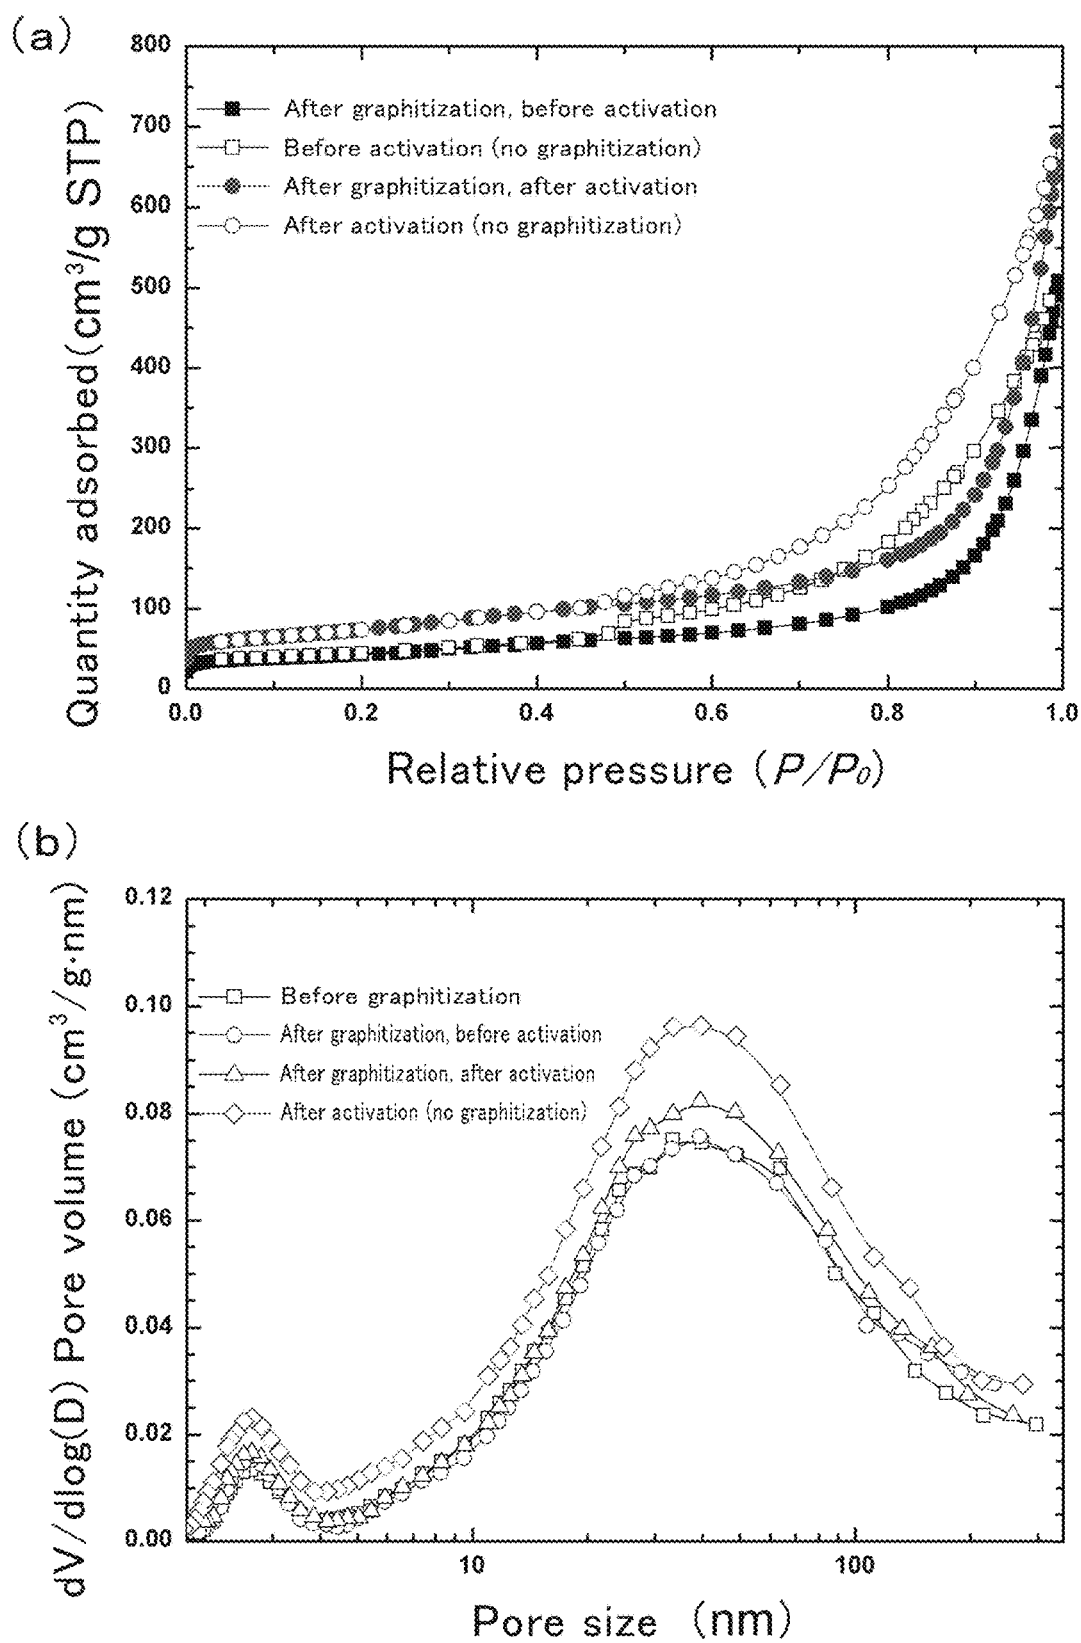 (a)
800
700
600
500
400
300
200
100
0
Quantity adsorbed(cm³/g STP)
After graphitization, before activation
Before activation (no graphitization)
After graphitization, after activation
After activation (no graphitization)
0.0 0.2 0.4 0.6 0.8 1.0
Relative pressure (P/P₀)
(b)
0.12
0.10
0.08
0.06
0.04
0.02
0.00
dV/dlog(D) Pore volume (cm³/g·nm)
Before graphitization
After graphitization, before activation
After graphitization, after activation
After activation (no graphitization)
10 100
Pore size (nm)